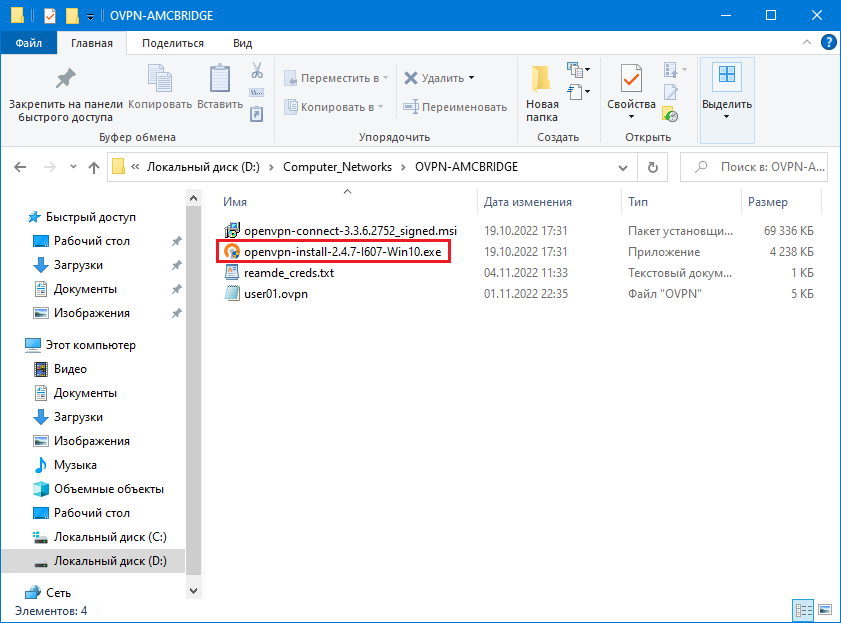 OVPN-AMCBRIDGE
Файл Главная Поделиться Вид
Закрепить на панели быстрого доступа
Копировать
Вставить
Буфер обмена
Переместить в
Копировать в
Удалить
Переименовать
Упорядочить
Новая папка
Создать
Свойства
Открыть
Выделить
« Локальный диск (D:) > Computer_Networks > OVPN-AMCBRIDGE
Поиск в: OVPN-A...
Быстрый доступ
Рабочий стол
Загрузки
Документы
Изображения
Этот компьютер
Видео
Документы
Загрузки
Изображения
Музыка
Объемные объекты
Рабочий стол
Локальный диск (C:)
Локальный диск (D:)
Сеть
Имя Дата изменения Тип Размер
openvpn-connect-3.3.6.2752_signed.msi 19.10.2022 17:31 Пакет установщи... 69 336 КБ
openvpn-install-2.4.7-I607-Win10.exe 19.10.2022 17:31 Приложение 4 238 КБ
reamde_creds.txt 04.11.2022 11:33 Текстовый докум... 1 КБ
user01.ovpn 01.11.2022 22:35 Файл "OVPN" 5 КБ
Элементов: 4